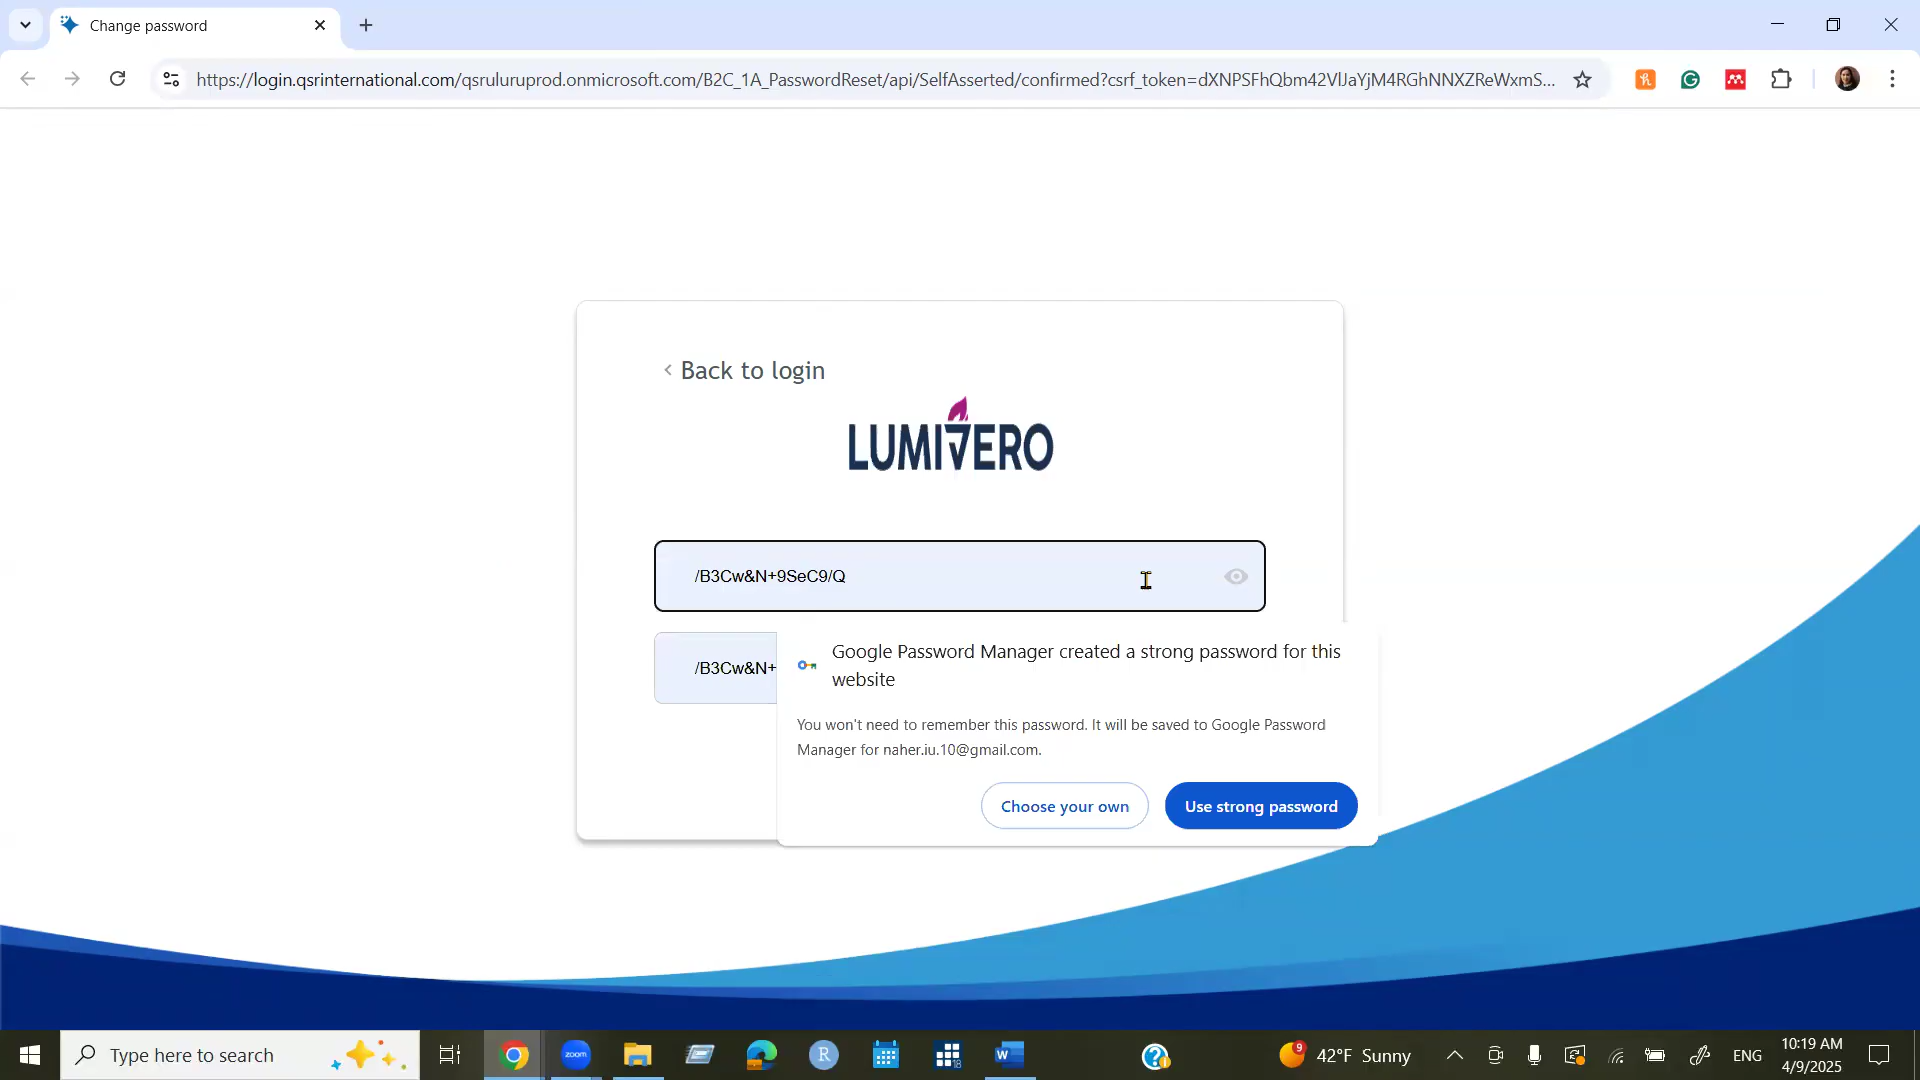 Change password
https://login.qsrinternational.com/qsruluruprod.onmicrosoft.com/B2C_1A_PasswordReset/api/SelfAsserted/confirmed?csrf_token=dXNPSFhQbm42VlJaYjM4RGhNNXZReWxmS...
Back to login
LUMIVERO
/B3Cw&N+9SeC9/Q
/B3Cw&N+
Google Password Manager created a strong password for this
website
You won't need to remember this password. It will be saved to Google Password
Manager for naher.iu.10@gmail.com.
Choose your own
Use strong password
Type here to search
zoom
R
18
W
?
9
42°F Sunny
ENG
10:19 AM
4/9/2025